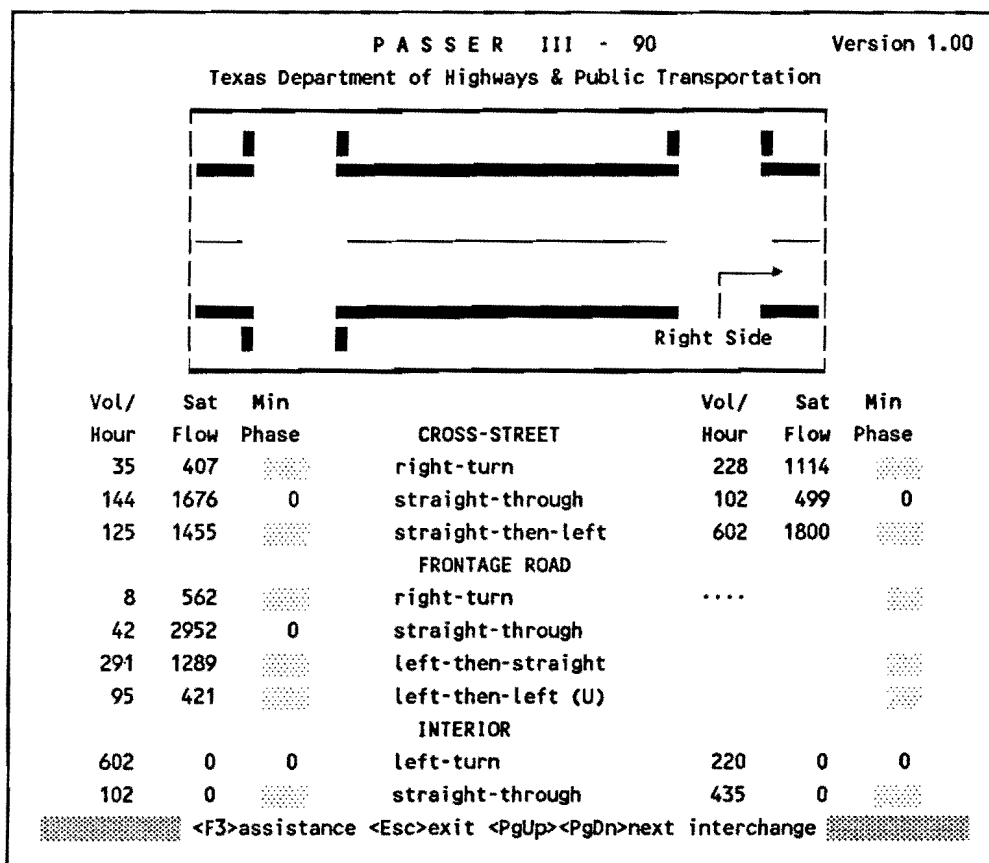 P A S S E R III - 90 Version 1.00
Texas Department of Highways & Public Transportation
Right Side
Vol/ Sat Min Vol/ Sat Min
Hour Flow Phase CROSS-STREET Hour Flow Phase
35 407 right-turn 228 1114
144 1676 0 straight-through 102 499 0
125 1455 straight-then-left 602 1800
FRONTAGE ROAD
8 562 right-turn ....
42 2952 0 straight-through
291 1289 left-then-straight
95 421 left-then-left (U)
INTERIOR
602 0 0 left-turn 220 0 0
102 0 straight-through 435 0
<F3>assistance <Esc>exit <PgUp><PgDn>next interchange